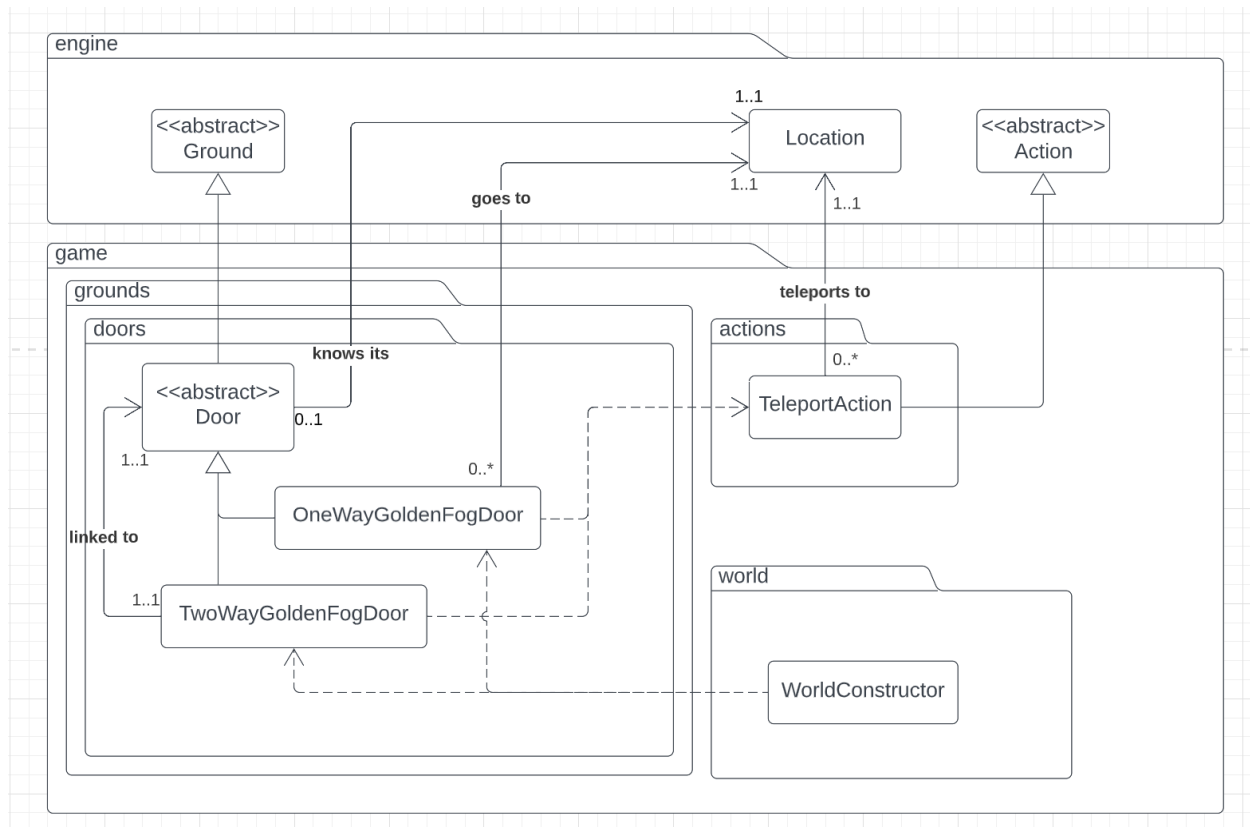 engine
1..1
<<abstract>>
Ground
Location
<<abstract>>
Action
1..1
goes to
1..1
game
grounds
teleports to
doors
actions
knows its
0..*
<<abstract>>
Door
TeleportAction
0..1
1..1
0..*
OneWayGoldenFogDoor
linked to
world
1..1
TwoWayGoldenFogDoor
WorldConstructor